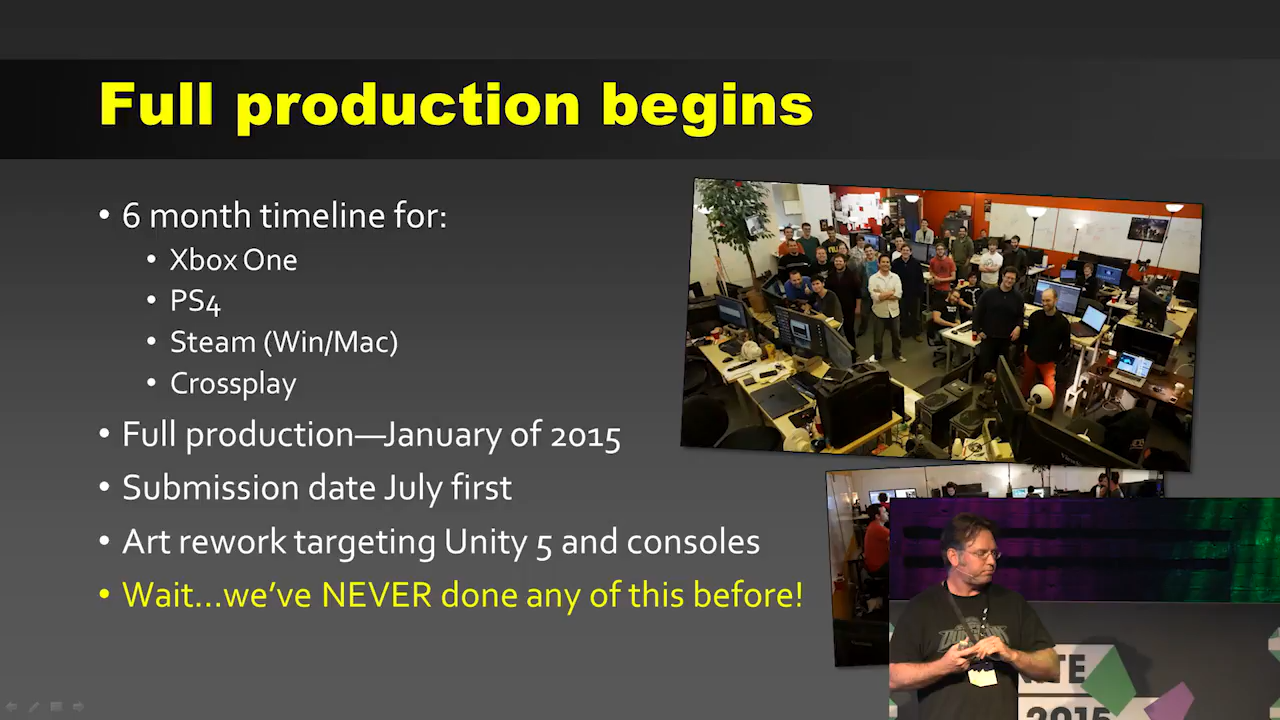 Full production begins
• 6 month timeline for:
• Xbox One
• PS4
• Steam (Win/Mac)
• Crossplay
• Full production—January of 2015
• Submission date July first
• Art rework targeting Unity 5 and consoles
• Wait...we've NEVER done any of this before!
2015